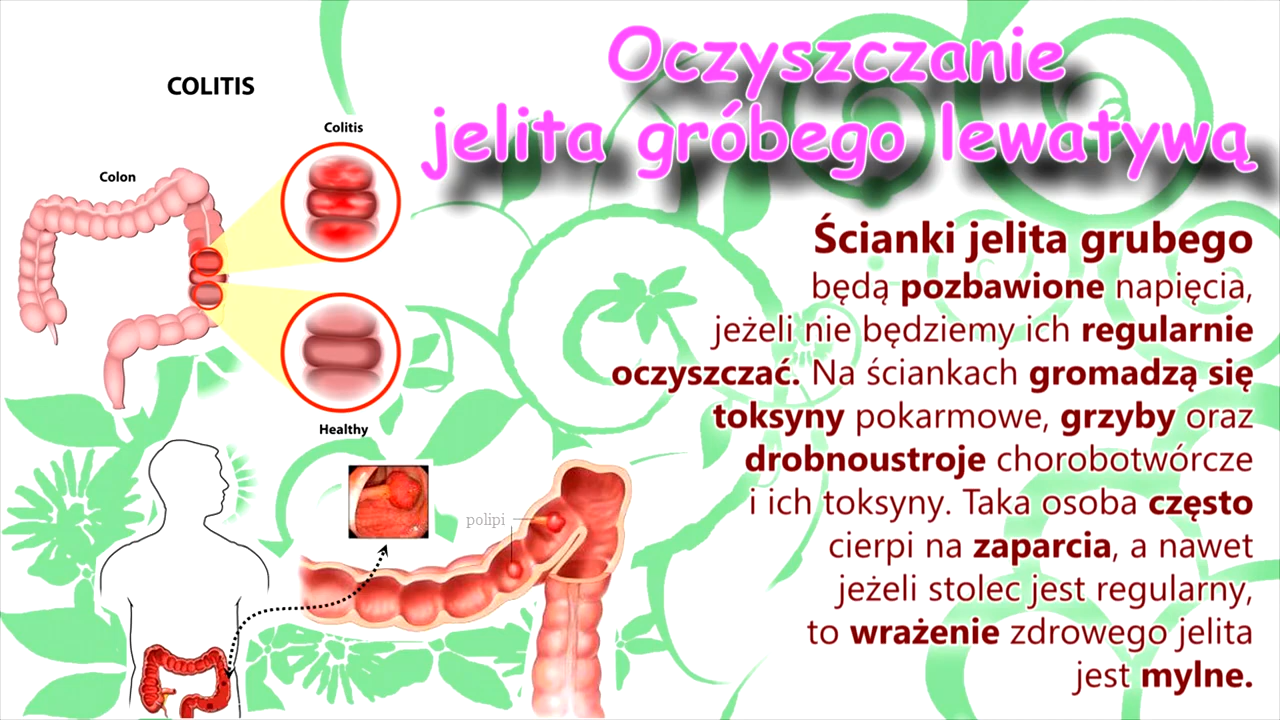 Oczyszczanie
jelita gróbego lewatywą
COLITIS
Colitis
Colon
Healthy
polipi
Ścianki jelita grubego
będą pozbawione napięcia,
jeżeli nie będziemy ich regularnie
oczyszczać. Na ściankach gromadzą się
toksyny pokarmowe, grzyby oraz
drobnoustroje chorobotwórcze
i ich toksyny. Taka osoba często
cierpi na zaparcia, a nawet
jeżeli stolec jest regularny,
to wrażenie zdrowego jelita
jest mylne.